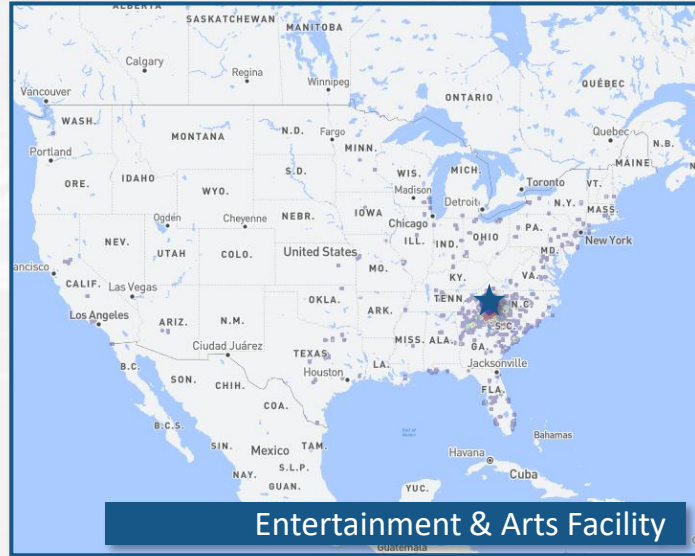 ALBERTA
SASKATCHEWAN
MANITOBA
Calgary
Regina
Winnipeg
Vancouver
ONTARIO
QUÉBEC
WASH.
Portland
MONTANA
N.D.
Fargo
MINN.
Quebec
N.B.
MAINE
ORE.
IDAHO
S.D.
WIS.
MICH.
Toronto
VT.
WYO.
Madison
Detroit
N.Y.
MASS.
Ogden
Cheyenne
NEBR.
IOWA
Chicago
PA.
New York
NEV.
UTAH
COLO.
United States
ILL.
IND.
OHIO
MD.
ancisco
CALIF.
Las Vegas
MO.
KY.
VA.
Los Angeles
ARIZ.
N.M.
OKLA.
ARK.
TENN.
N.C.
S.C.
Ciudad Juárez
TEXAS
MISS.
ALA.
GA.
B.C.
Houston
LA.
Jacksonville
SON.
CHIH.
FLA.
COA.
B.C.S.
Gulf of
Mexico
Bahamas
SIN.
Mexico
TAM.
Havana
S.L.P.
Cuba
NAY.
GUAN.
YUC.
Entertainment & Arts Facility
Guatemala